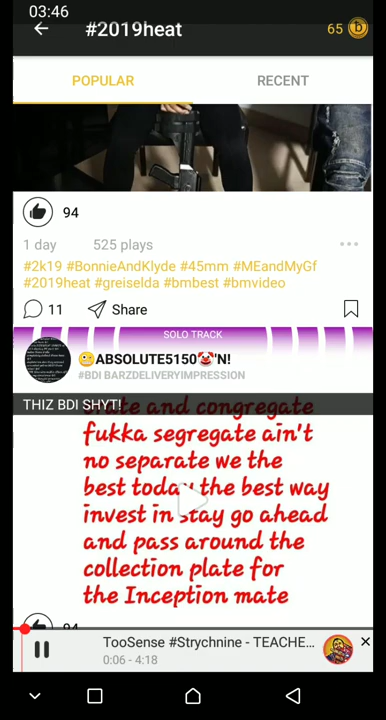 03:46
#2019heat
65
POPULAR
RECENT
94
1 day
525 plays
#2k19 #BonnieAndKlyde #45mm #MEandMyGf
#2019heat #greiselda #bmbest #bmvideo
11
Share
SOLO TRACK
ABSOLUTE5150 'N!
#BDI BARZDELIVERYIMPRESSION
THIZ BDI SHYT!
and congregate
fukka segregate ain't
no separate we the
best today the best way
invest in stay go ahead
and pass around the
collection plate for
the Inception mate
94
TooSense #Strychnine - TEACHE...
0:06 - 4:18